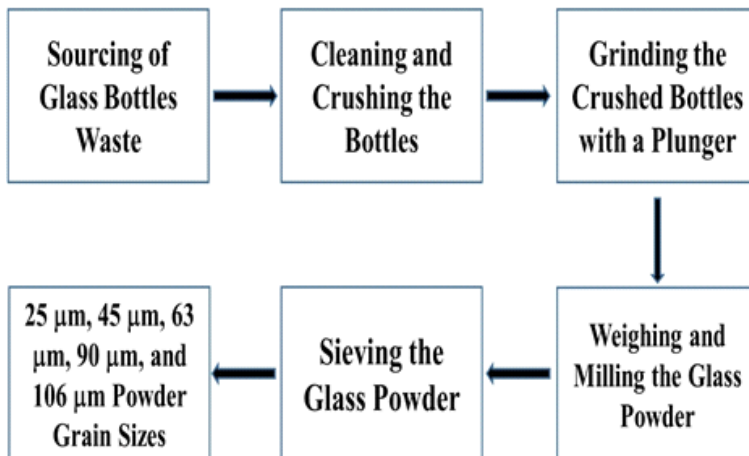 Sourcing of
Glass Bottles
Waste
Cleaning and
Crushing the
Bottles
Grinding the
Crushed Bottles
with a Plunger
Weighing and
Milling the Glass
Powder
Sieving the
Glass Powder
25 µm, 45 µm, 63
µm, 90 µm, and
106 µm Powder
Grain Sizes